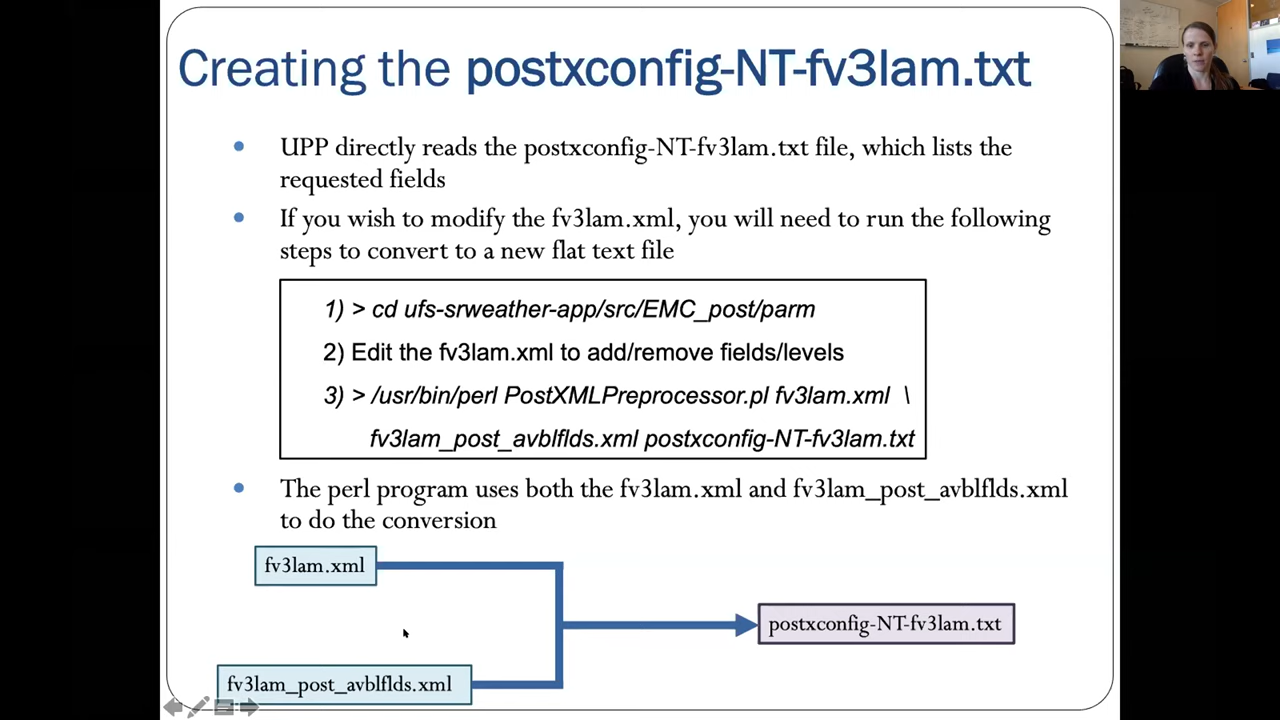 Creating the postxconfig-NT-fv3lam.txt
• UPP directly reads the postxconfig-NT-fv3lam.txt file, which lists the
requested fields
• If you wish to modify the fv3lam.xml, you will need to run the following
steps to convert to a new flat text file
1) > cd ufs-srweather-app/src/EMC_post/parm
2) Edit the fv3lam.xml to add/remove fields/levels
3) > /usr/bin/perl PostXMLPreprocessor.pl fv3lam.xml \
fv3lam_post_avblflds.xml postxconfig-NT-fv3lam.txt
• The perl program uses both the fv3lam.xml and fv3lam_post_avblflds.xml
to do the conversion
fv3lam.xml
postxconfig-NT-fv3lam.txt
fv3lam_post_avblflds.xml